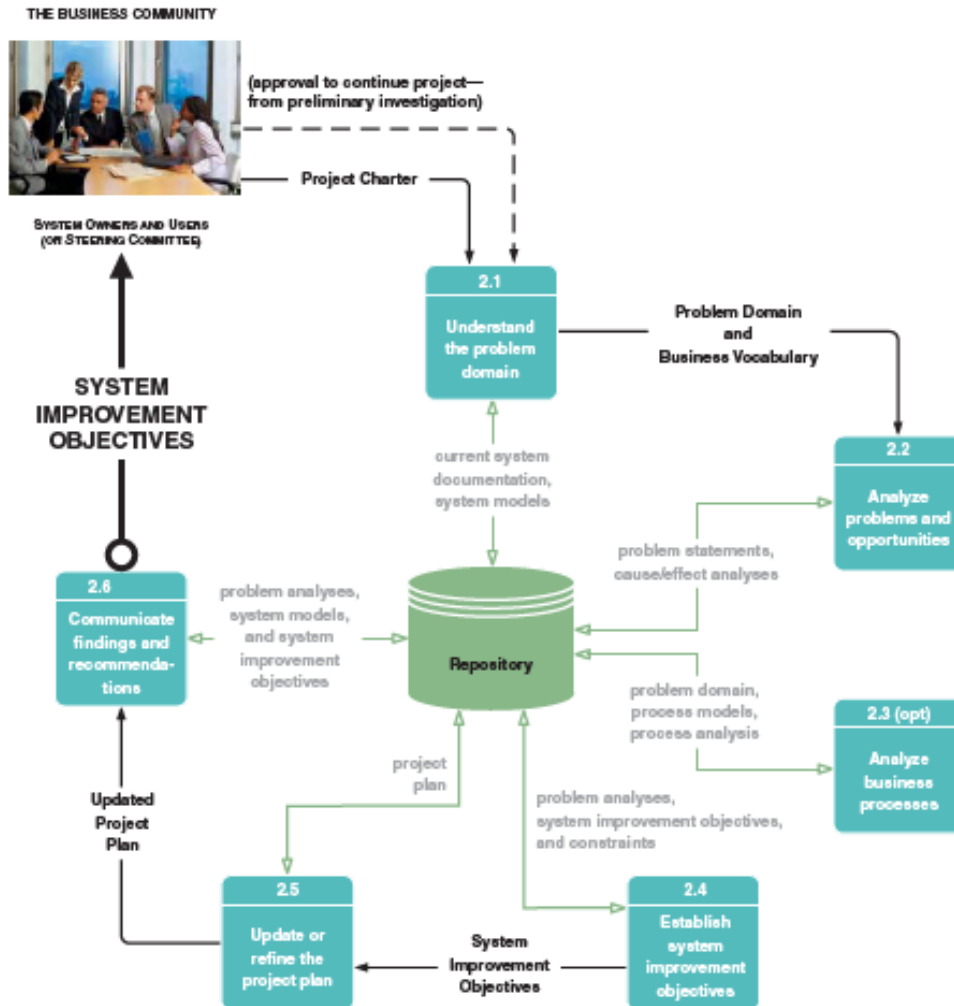 THE BUSINESS COMMUNITY
(approval to continue project—
from preliminary investigation)
Project Charter
SYSTEM OWNERS AND USERS
(OR STEERING COMMITTEE)
2.1
Understand
the problem
domain
Problem Domain
and
Business Vocabulary
SYSTEM
IMPROVEMENT
OBJECTIVES
current system
documentation,
system models
2.2
Analyze
problems and
opportunities
problem statements,
cause/effect analyses
2.6
Communicate
findings and
recommenda-
tions
problem analyses,
system models,
and system
improvement
objectives
Repository
problem domain,
process models,
process analysis
2.3 (opt)
Analyze
business
processes
project
plan
problem analyses,
system improvement objectives,
and constraints
Updated
Project
Plan
2.5
Update or
refine the
project plan
System
Improvement
Objectives
2.4
Establish
system
improvement
objectives